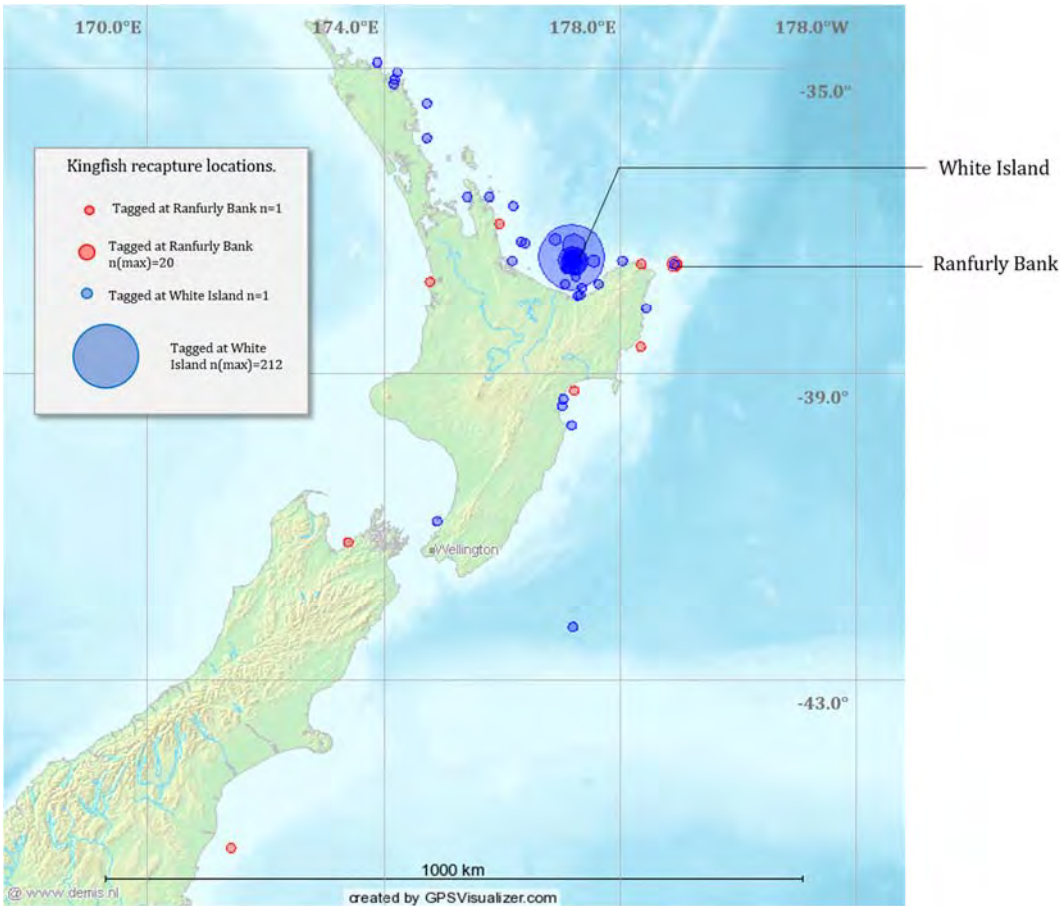 170.0°E 174.0°E 178.0°E 178.0°W
-35.0°
Kingfish recapture locations.
Tagged at Ranfurly Bank n=1
Tagged at Ranfurly Bank
n(max)=20
Tagged at White Island n=1
Tagged at White
Island n(max)=212
White Island
Ranfurly Bank
-39.0°
Wellington
-43.0°
1000 km
@ www.demis.nl
created by GPSVisualizer.com